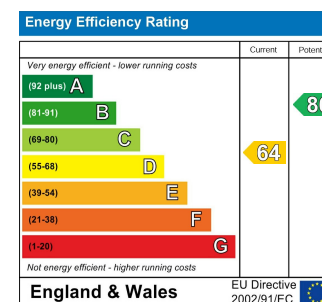 Energy Efficiency Rating
Current
Very energy efficient - lower running costs
(92 plus) A
(81-91) B
(69-80) C
(55-68) D
(39-54) E
(21-38) F
(1-20) G
64
Not energy efficient - higher running costs
England & Wales
EU Directive
2002/91/EC